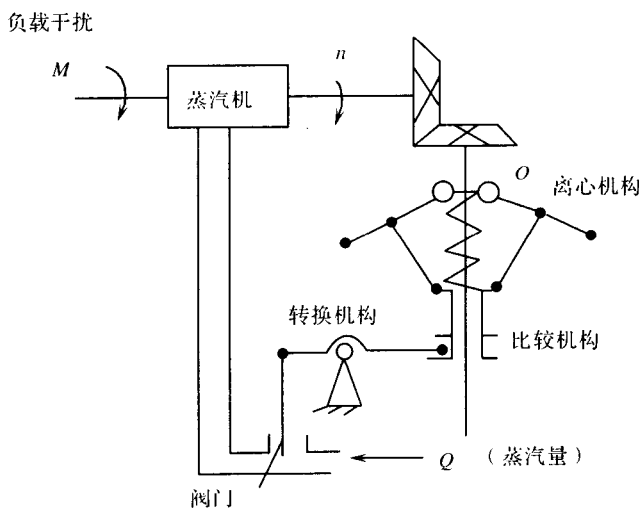 负载干扰
M
n
蒸汽机
O
离心机构
转换机构
比较机构
Q （蒸汽量）
阀门